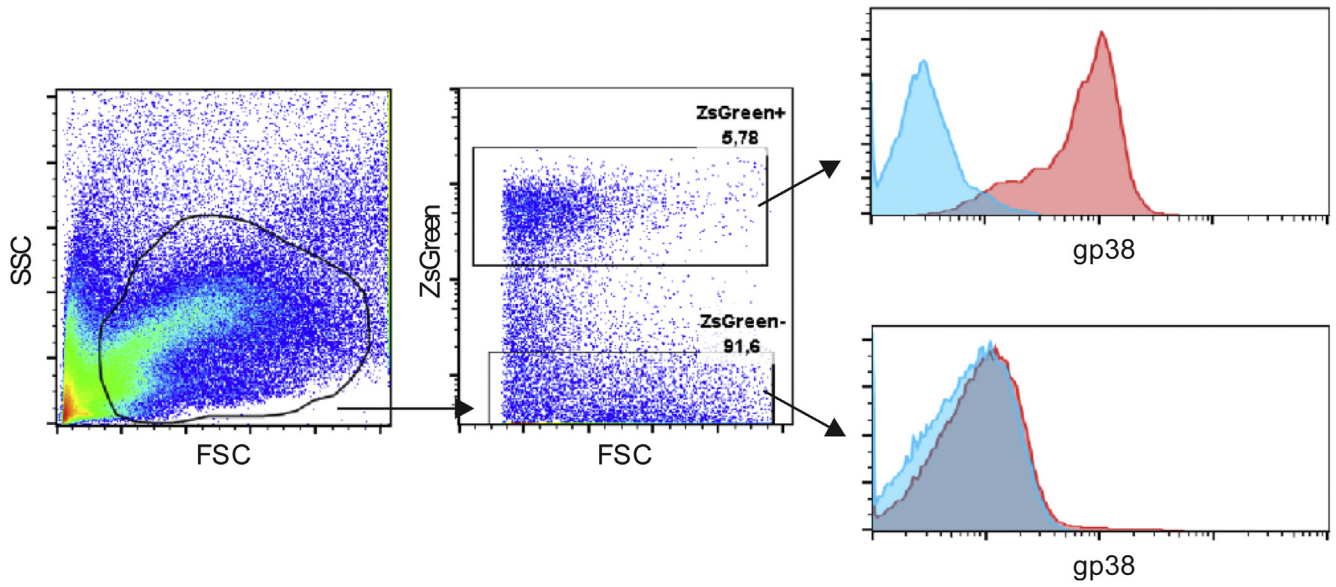 SSC
FSC
ZsGreen
ZsGreen+
5,78
ZsGreen-
91,6
FSC
gp38
gp38